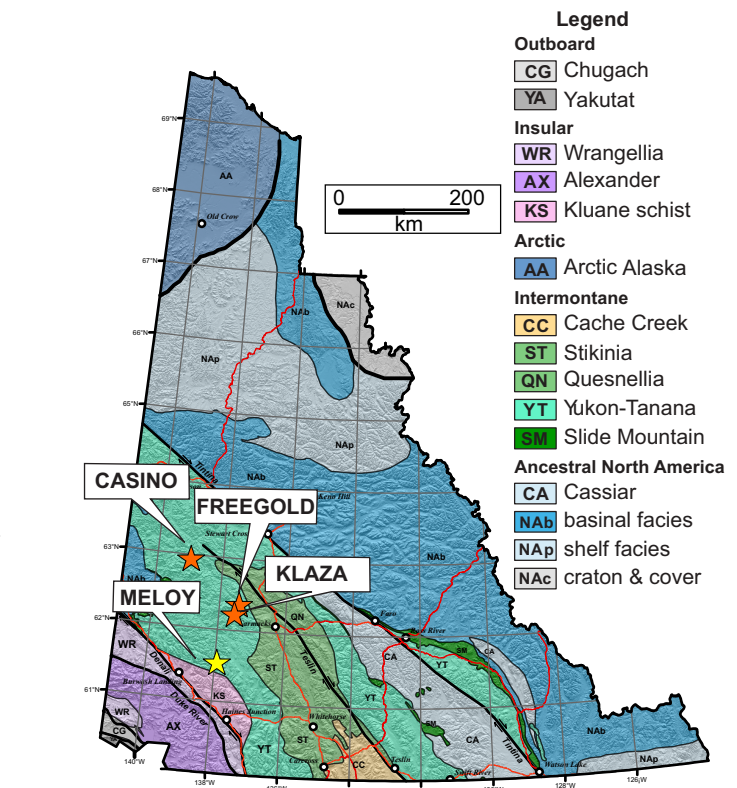 Legend
Outboard
CG Chugach
YA Yakutat
Insular
WR Wrangellia
AX Alexander
KS Kluane schist
Arctic
AA Arctic Alaska
Intermontane
CC Cache Creek
ST Stikinia
QN Quesnellia
YT Yukon-Tanana
SM Slide Mountain
Ancestral North America
CA Cassiar
NAb basinal facies
NAp shelf facies
NAc craton & cover
0 200
km
69°N
AA
68°N
Old Crow
67°N
NAb
NAc
66°N
NAp
65°N
NAp
Tintina
NAb
Keno Hill
CASINO
FREEGOLD
Stewart Cros
63°N
NAb
KLAZA
NAb
MELOY
62°N
QN
Faro
Ross River
WR
Denali
CA
YT
SM
CA
ST
Teslin
Burwash Landing
61°N
KS
YT
Duke River
WR
Haines Junction
AX
Whitehorse
SM
CG
CA
Tintina
NAb
YT
ST
CC
Carcross
Teslin
Swift River
Watson Lake
NAp
140°W
138°W
128°W
126°W